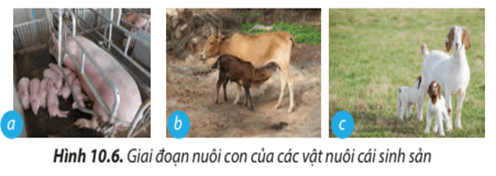 a
b
c
Hình 10.6. Giai đoạn nuôi con của các vật nuôi cái sinh sản